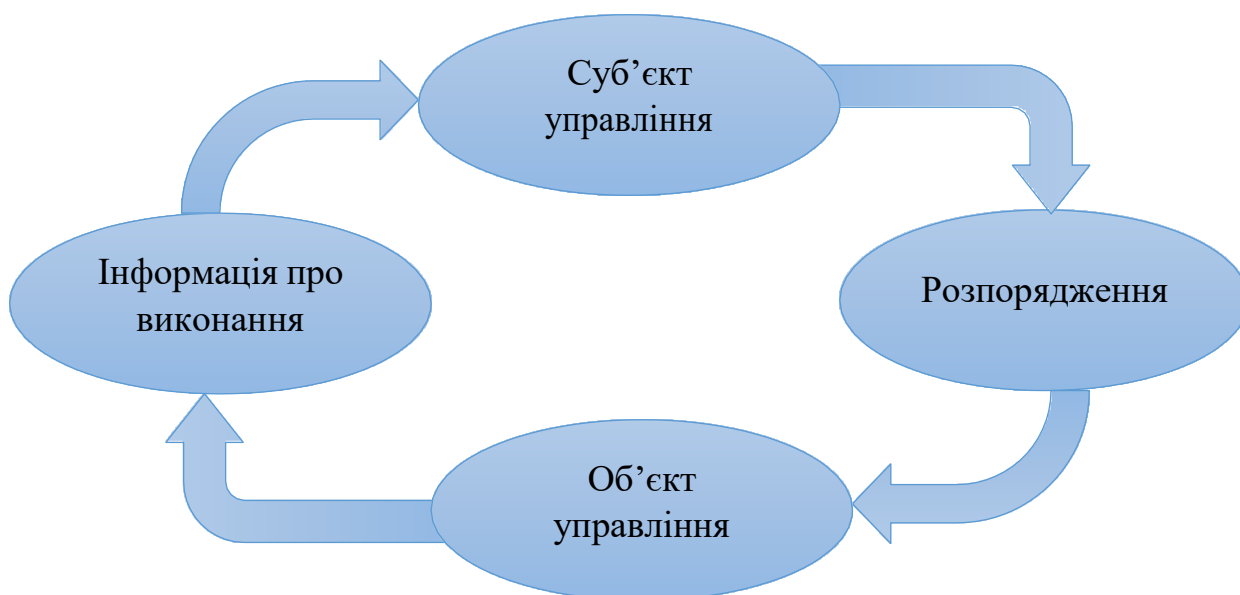 Суб’єкт
управління
Інформація про
виконання
Розпорядження
Об’єкт
управління